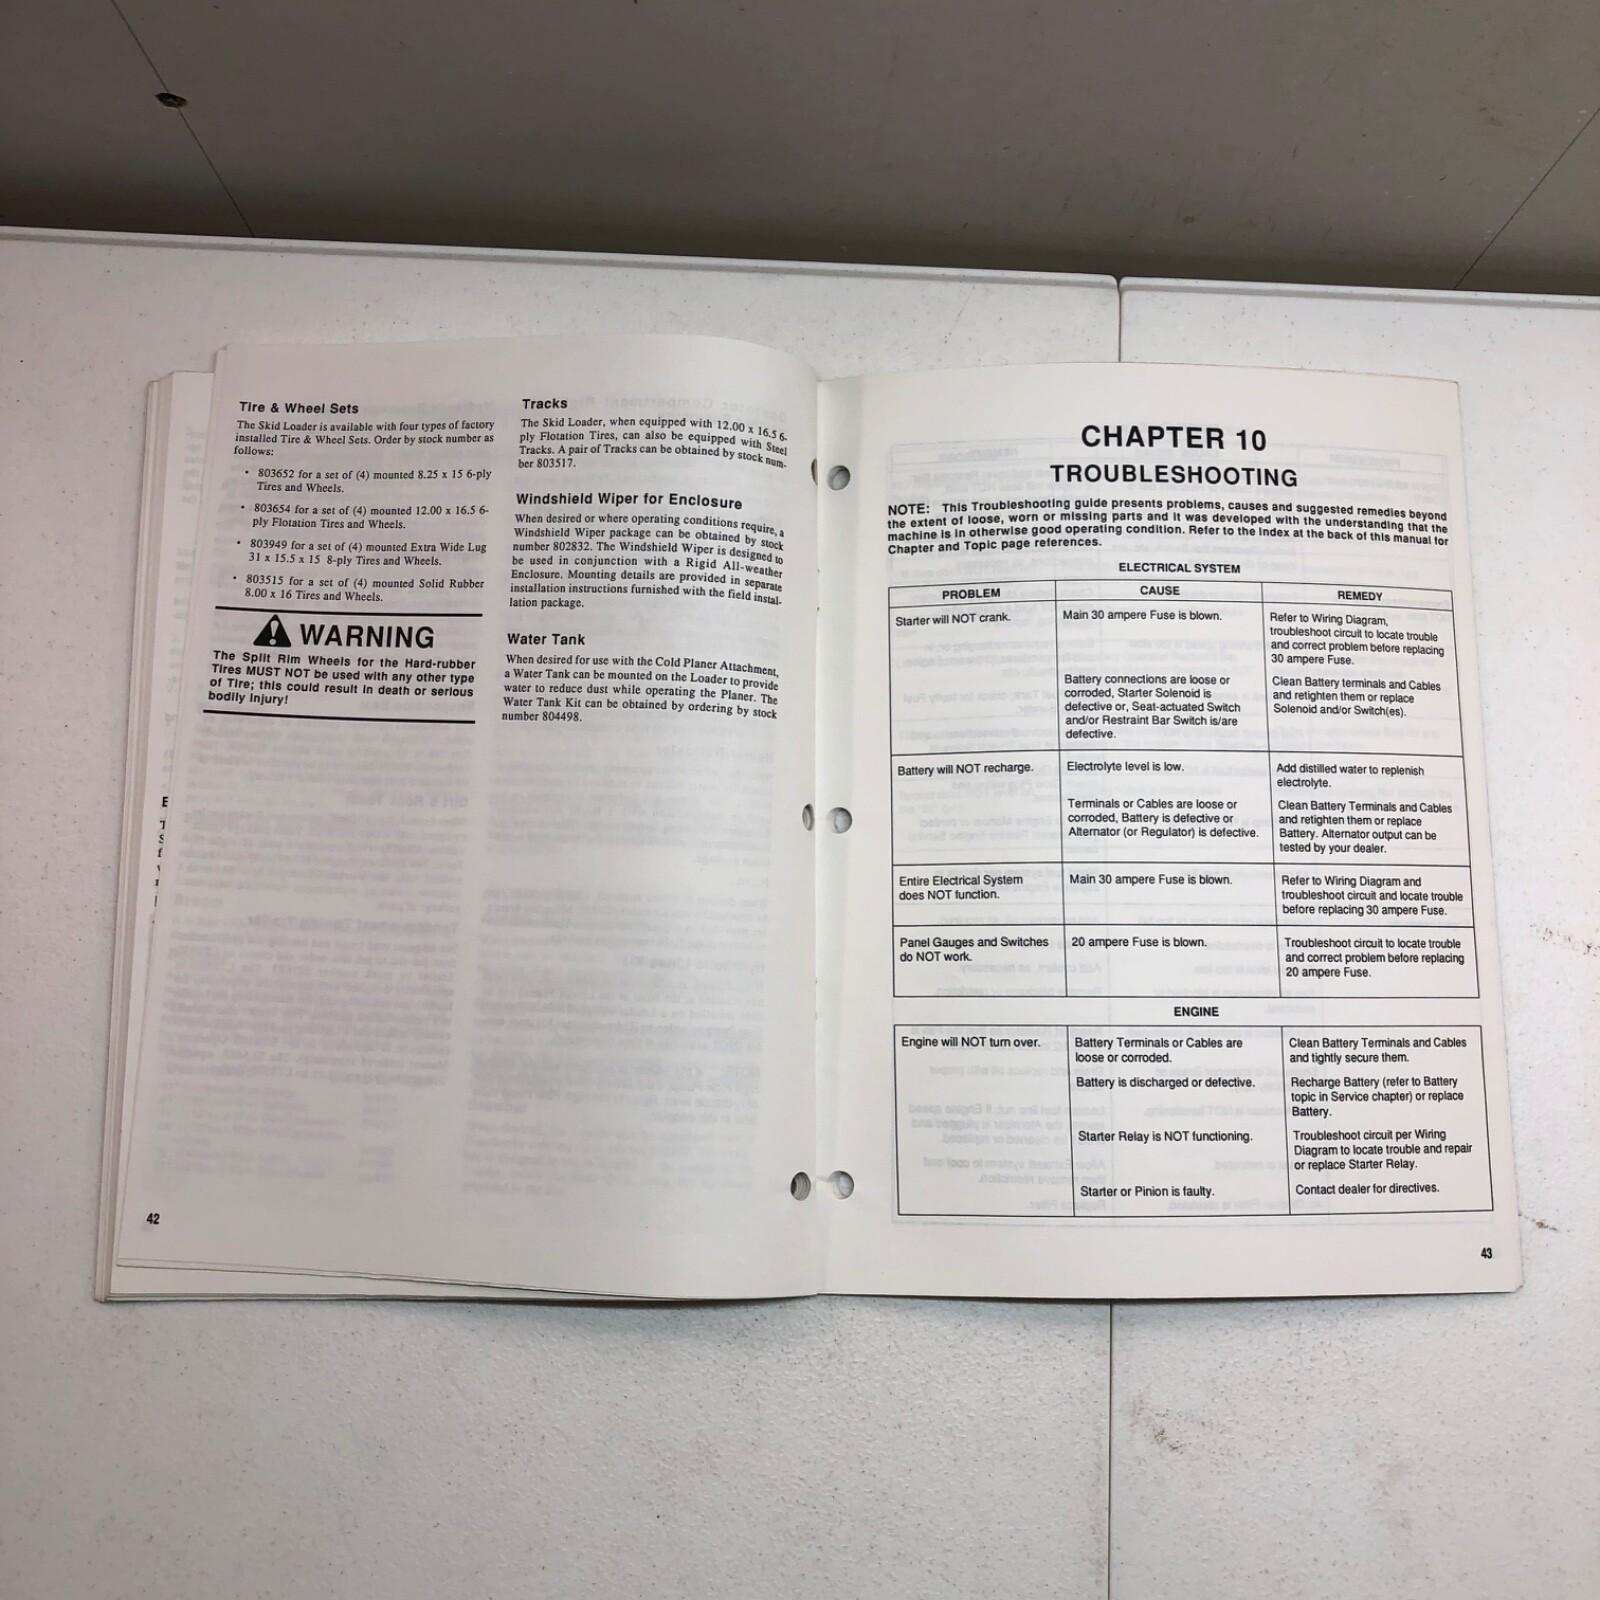 Tire & Wheel Sets
The Skid Loader is available with four types of factory
installed Tire & Wheel Sets. Order by stock number as
follows:
• 803652 for a set of (4) mounted 8.25 x 15 6-ply
Tires and Wheels.
• 803654 for a set of (4) mounted 12.00 x 16.5 6-
ply Flotation Tires and Wheels.
• 803949 for a set of (4) mounted Extra Wide Lug
31 x 15.5 x 15 8-ply Tires and Wheels.
• 803515 for a set of (4) mounted Solid Rubber
8.00 x 16 Tires and Wheels.
WARNING
The Split Rim Wheels for the Hard-rubber
Tires MUST NOT be used with any other type
of Tire; this could result in death or serious
bodily injury!
42
Tracks
The Skid Loader, when equipped with 12.00 x 16.5 6-
ply Flotation Tires, can also be equipped with Steel
Tracks. A pair of Tracks can be obtained by stock num-
ber 803517.
Windshield Wiper for Enclosure
When desired or where operating conditions require, a
Windshield Wiper package can be obtained by stock
number 802832. The Windshield Wiper is designed to
be used in conjunction with a Rigid All-weather
Enclosure. Mounting details are provided in separate
installation instructions furnished with the field instal-
lation package.
Water Tank
When desired for use with the Cold Planer Attachment,
a Water Tank can be mounted on the Loader to provide
water to reduce dust while operating the Planer. The
Water Tank Kit can be obtained by ordering by stock
number 804498.
CHAPTER 10
TROUBLESHOOTING
NOTE: This Troubleshooting guide presents problems, causes and suggested remedies beyond
the extent of loose, worn or missing parts and it was developed with the understanding that the
machine is in otherwise good operating condition. Refer to the Index at the back of this manual for
Chapter and Topic page references.
ELECTRICAL SYSTEM
PROBLEM
CAUSE
REMEDY
Starter will NOT crank.
Main 30 ampere Fuse is blown.
Refer to Wiring Diagram,
troubleshoot circuit to locate trouble
and correct problem before replacing
30 ampere Fuse.
Battery connections are loose or
corroded, Starter Solenoid is
defective or, Seat-actuated Switch
and/or Restraint Bar Switch is/are
defective.
Clean Battery terminals and Cables
and retighten them or replace
Solenoid and/or Switch(es).
Battery will NOT recharge.
Electrolyte level is low.
Add distilled water to replenish
electrolyte.
Terminals or Cables are loose or
corroded, Battery is defective or
Alternator (or Regulator) is defective.
Clean Battery Terminals and Cables
and retighten them or replace
Battery. Alternator output can be
tested by your dealer.
Entire Electrical System
does NOT function.
Main 30 ampere Fuse is blown.
Refer to Wiring Diagram and
troubleshoot circuit and locate trouble
before replacing 30 ampere Fuse.
Panel Gauges and Switches
do NOT work.
20 ampere Fuse is blown.
Troubleshoot circuit to locate trouble
and correct problem before replacing
20 ampere Fuse.
ENGINE
Engine will NOT turn over.
Battery Terminals or Cables are
loose or corroded.
Clean Battery Terminals and Cables
and tightly secure them.
Battery is discharged or defective.
Recharge Battery (refer to Battery
topic in Service chapter) or replace
Battery.
Starter Relay is NOT functioning.
Troubleshoot circuit per Wiring
Diagram to locate trouble and repair
or replace Starter Relay.
Starter or Pinion is faulty.
Contact dealer for directives.
43